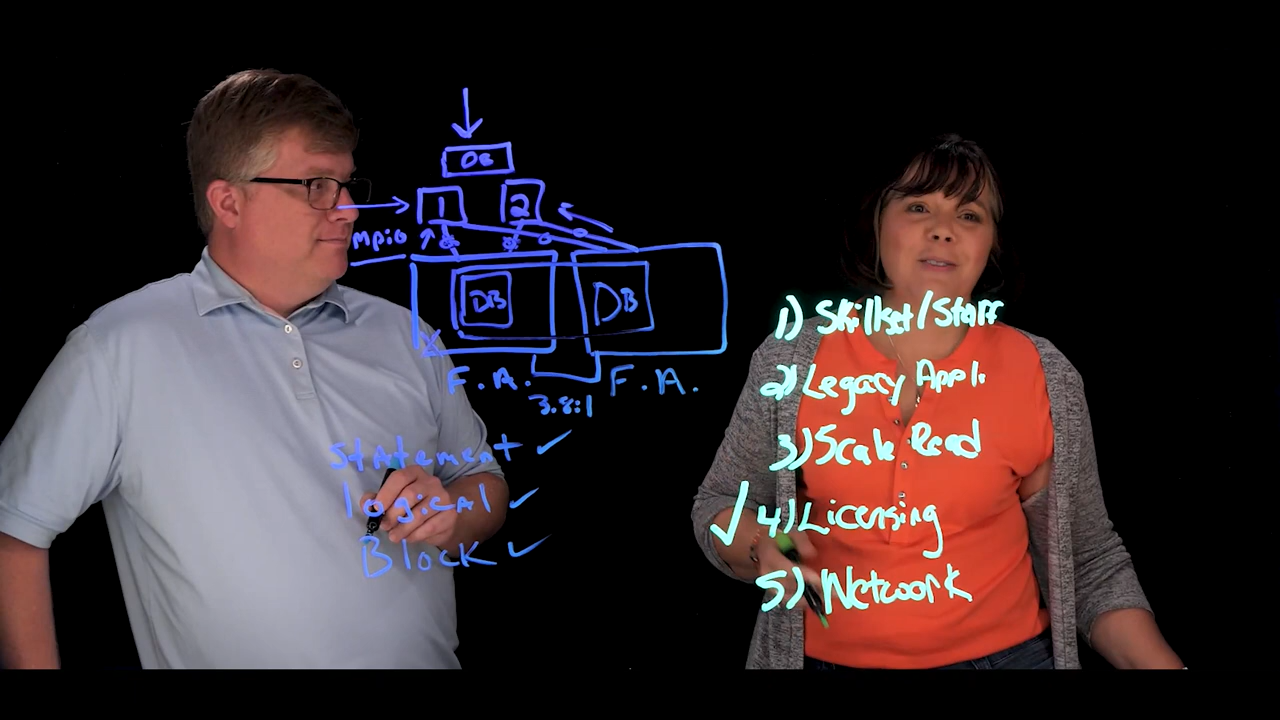 DB
1 2
MPIO
DB DB
F.A. F.A.
3.8:1
Statement ✓
logical ✓
Block ✓
1) Skillset/Staff
2) Legacy Appl.
3) Scale Read
✓ 4) Licensing
5) Network